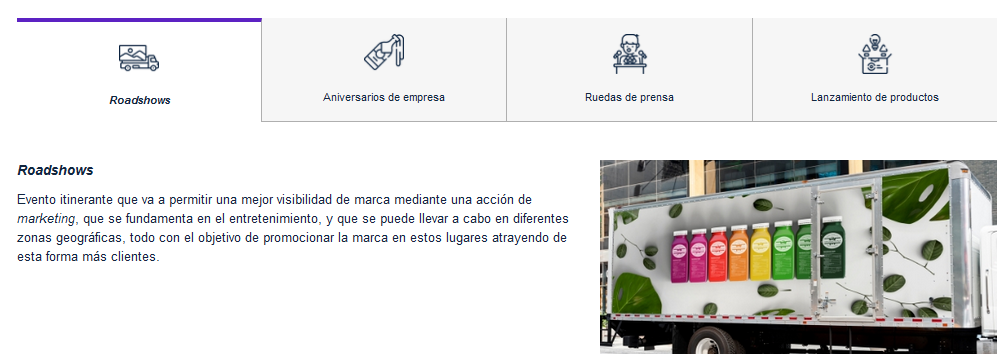 Roadshows
Aniversarios de empresa
Ruedas de prensa
Lanzamiento de productos
Roadshows
Evento itinerante que va a permitir una mejor visibilidad de marca mediante una acción de
marketing, que se fundamenta en el entretenimiento, y que se puede llevar a cabo en diferentes
zonas geográficas, todo con el objetivo de promocionar la marca en estos lugares atrayendo de
esta forma más clientes.